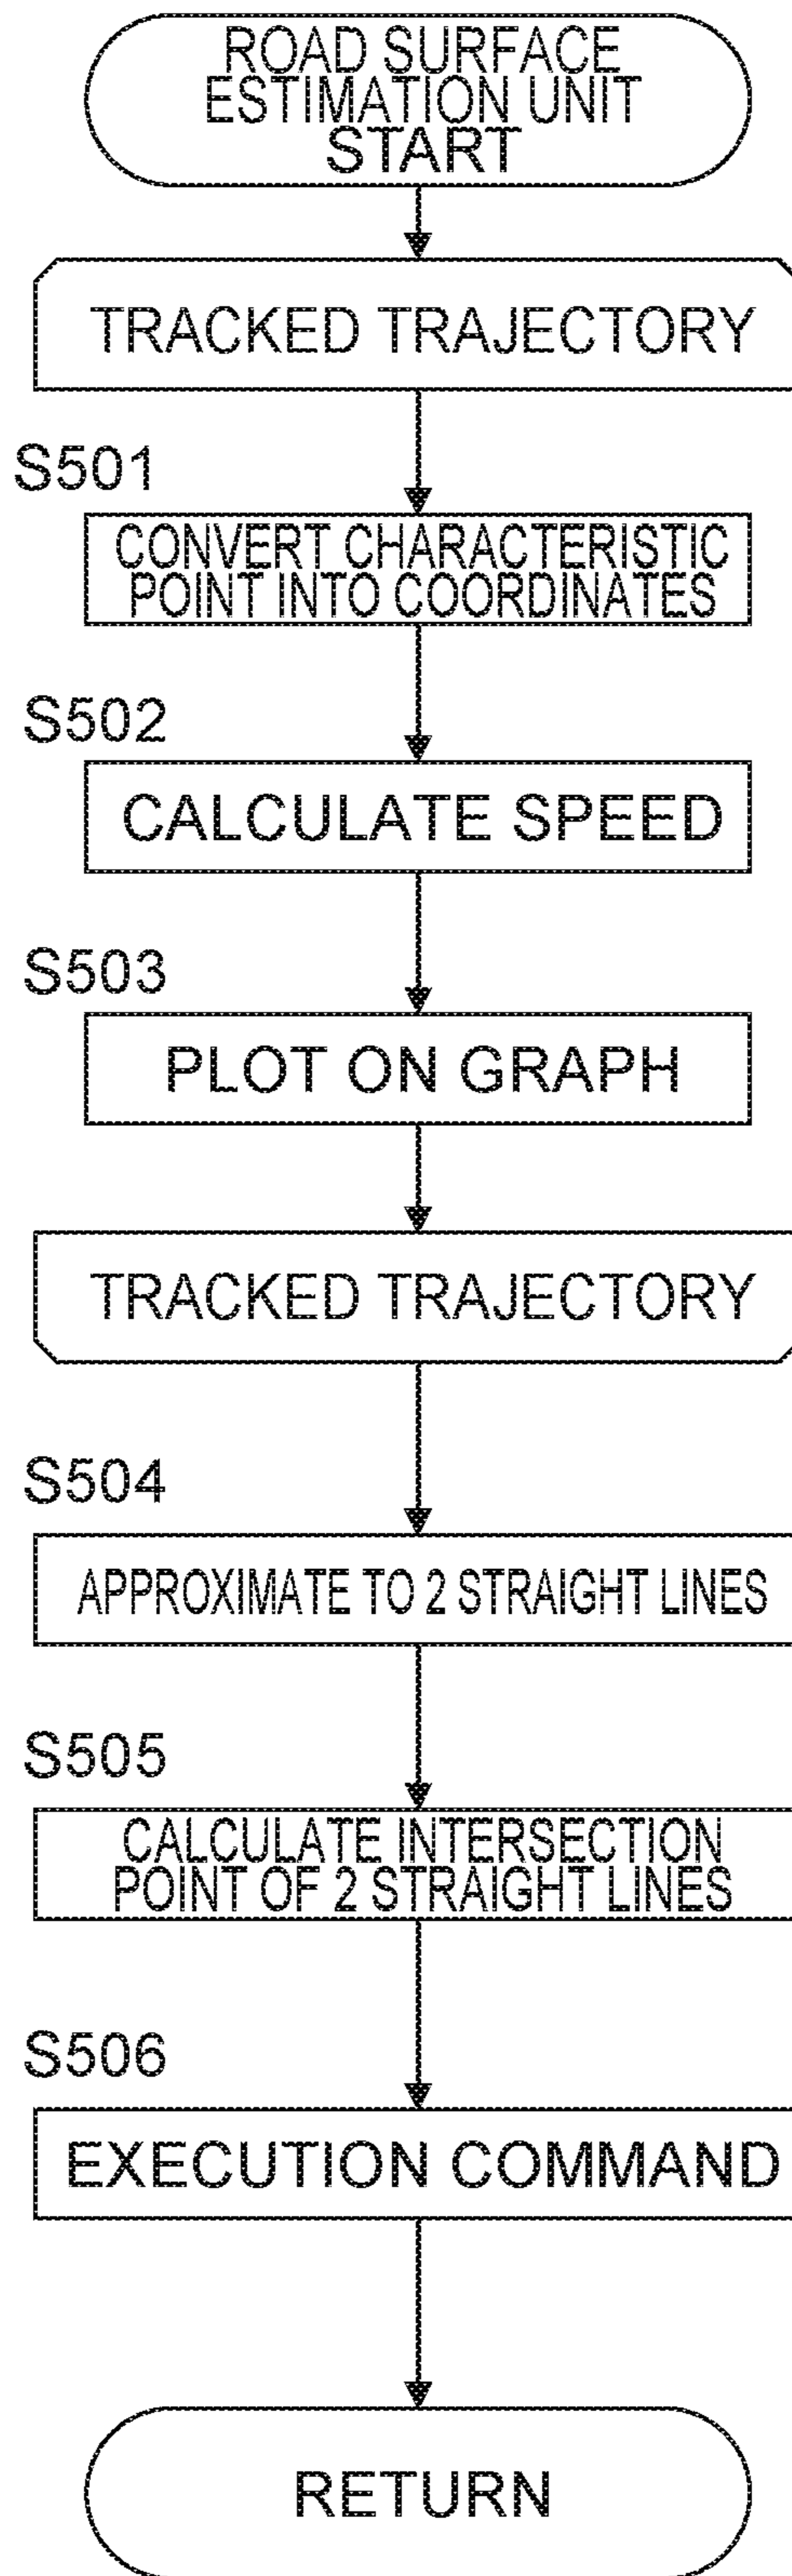 ROAD SURFACE
ESTIMATION UNIT
START
TRACKED TRAJECTORY
S501
CONVERT CHARACTERISTIC
POINT INTO COORDINATES
S502
CALCULATE SPEED
S503
PLOT ON GRAPH
TRACKED TRAJECTORY
S504
APPROXIMATE TO 2 STRAIGHT LINES
S505
CALCULATE INTERSECTION
POINT OF 2 STRAIGHT LINES
S506
EXECUTION COMMAND
RETURN